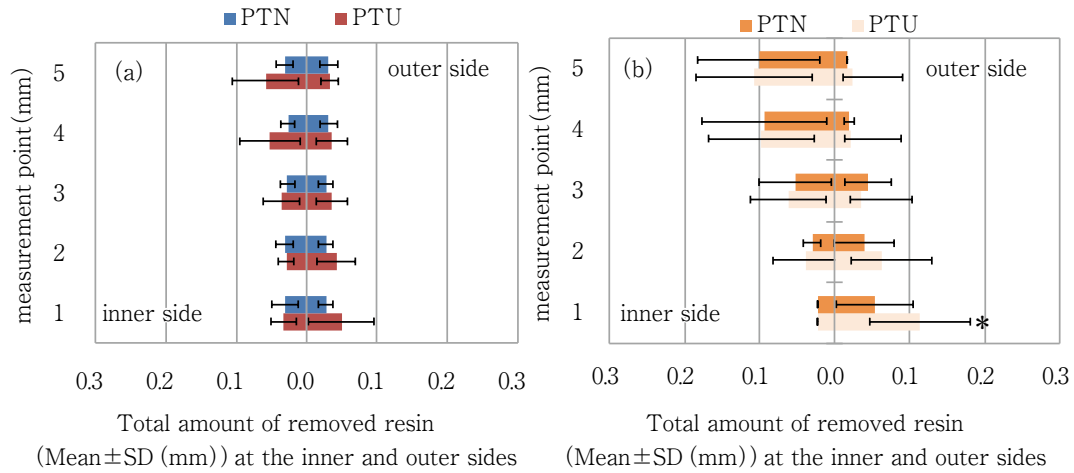 PTN PTU
(a)
outer side
measurement point(mm)
5
4
3
2
1
inner side
0.3 0.2 0.1 0.0 0.1 0.2 0.3
Total amount of removed resin
(Mean±SD (mm)) at the inner and outer sides
PTN PTU
(b)
outer side
measurement point(mm)
5
4
3
2
1
*
inner side
0.3 0.2 0.1 0.0 0.1 0.2 0.3
Total amount of removed resin
(Mean±SD (mm)) at the inner and outer sides